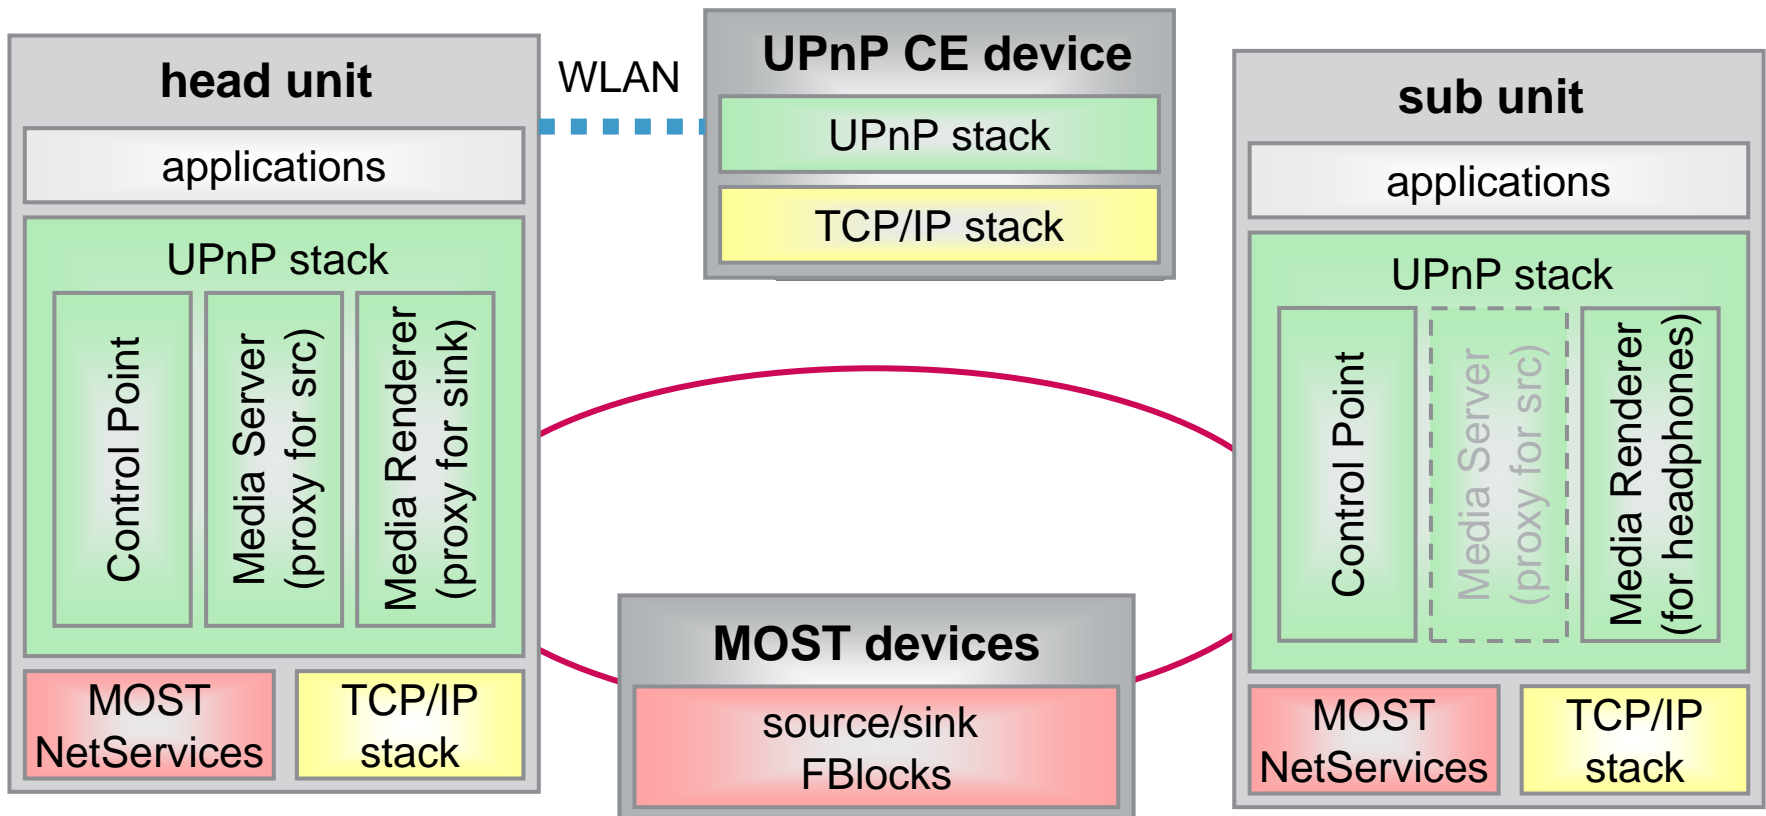 head unit
applications
UPnP stack
Control Point
Media Server
(proxy for src)
Media Renderer
(proxy for sink)
MOST
NetServices
TCP/IP
stack
WLAN
UPnP CE device
UPnP stack
TCP/IP stack
MOST devices
source/sink
FBlocks
sub unit
applications
UPnP stack
Control Point
Media Server
(proxy for src)
Media Renderer
(for headphones)
MOST
NetServices
TCP/IP
stack